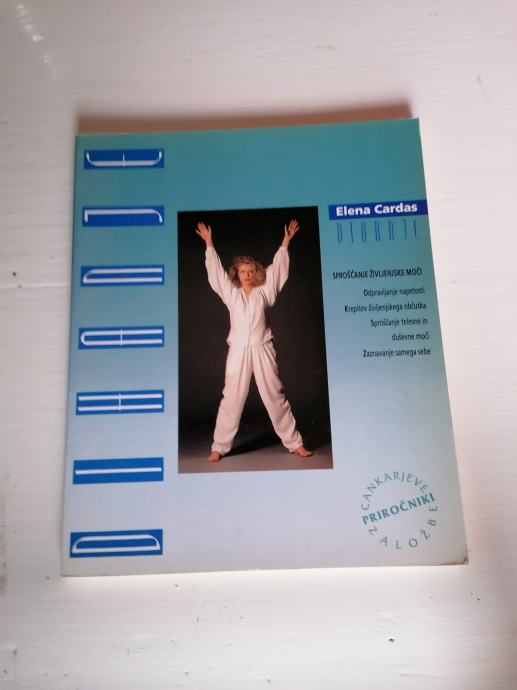 DIHANJE
Elena Cardas
DIHANJE
SPROŠČANJE ŽIVLJENJSKE MOČI
Odpravljanje napetosti
Krepitev življenjskega občutka
Sproščanje telesne in
duševne moči
Zaznavanje samega sebe
CANKARJEVE
PRIROČNIKI
ZALOŽBE